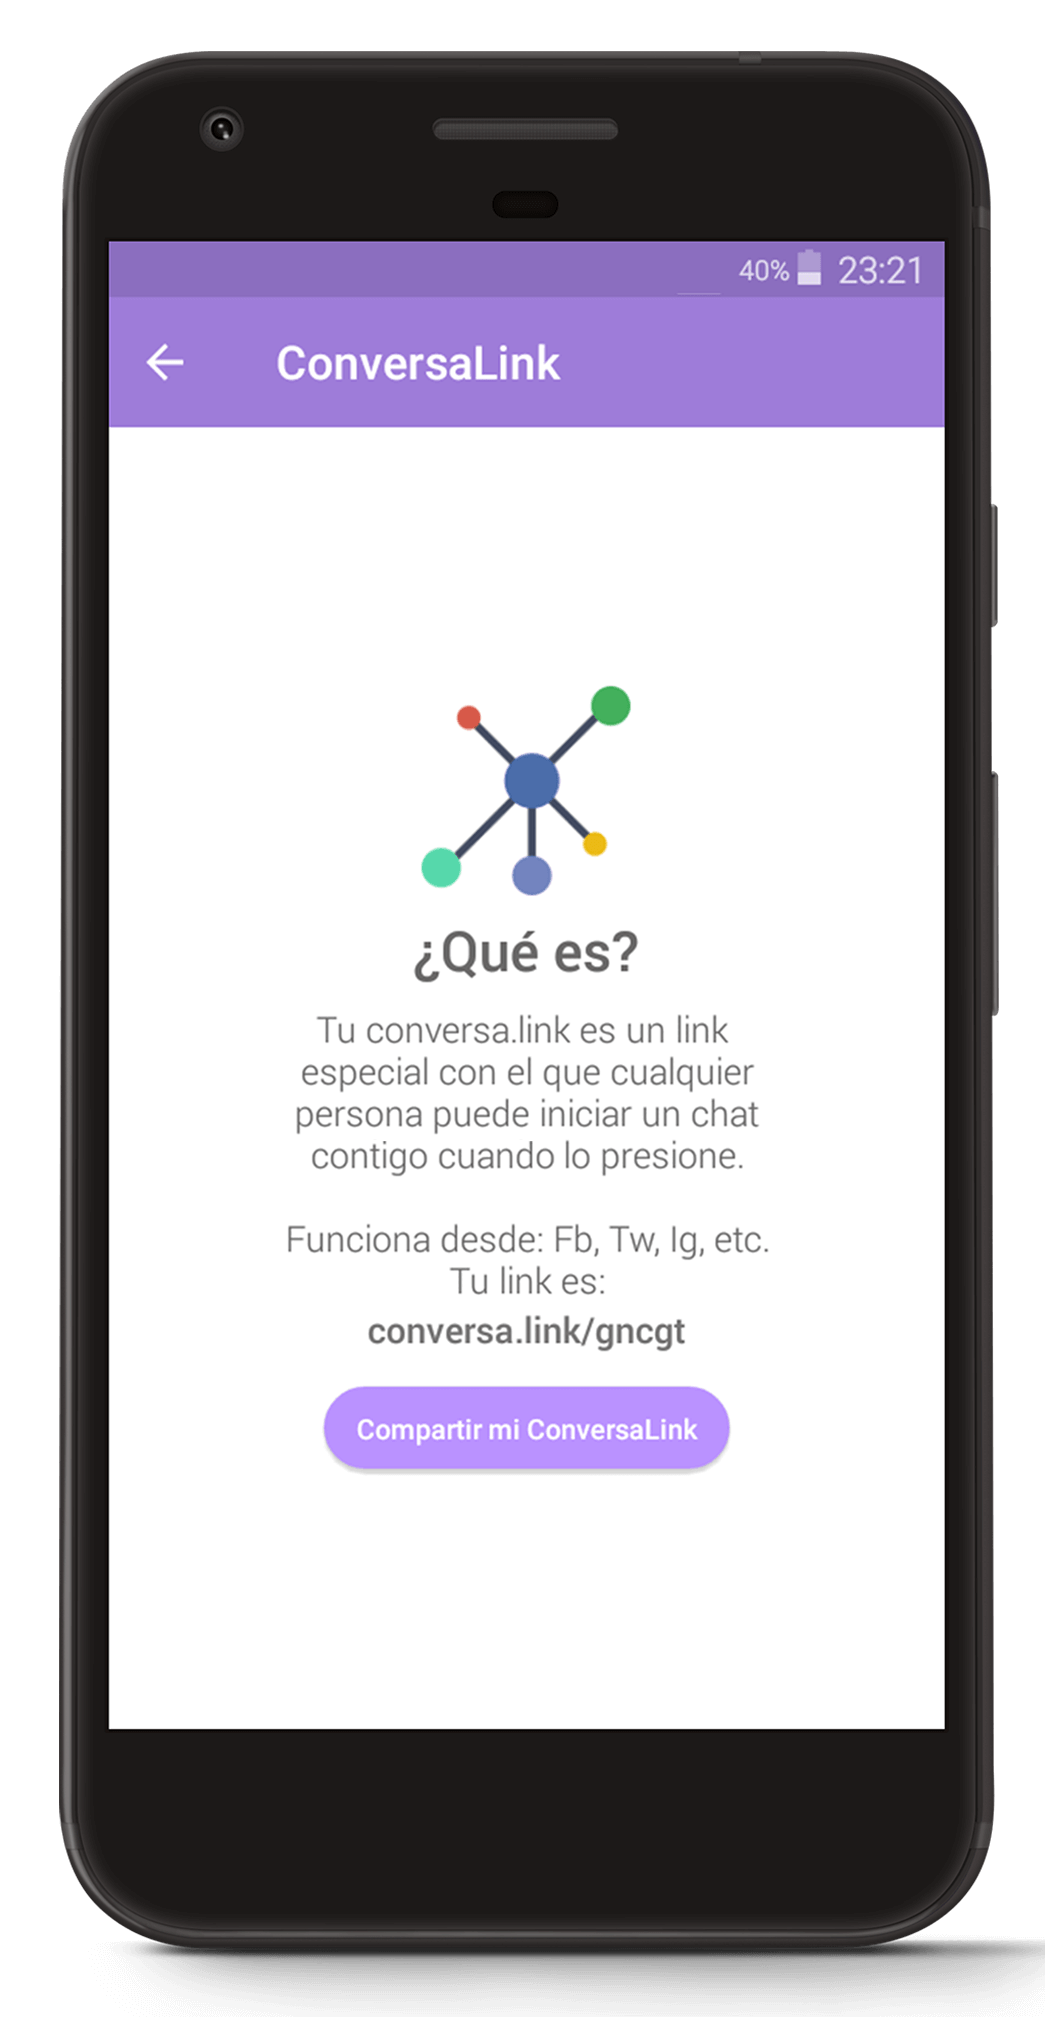 40% 23:21
ConversaLink
¿Qué es?
Tu conversa.link es un link
especial con el que cualquier
persona puede iniciar un chat
contigo cuando lo presione.
Funciona desde: Fb, Tw, Ig, etc.
Tu link es:
conversa.link/gncgt
Compartir mi ConversaLink